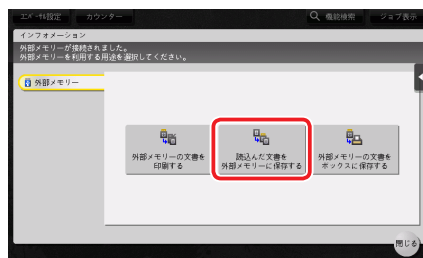 ｴﾝﾊﾟﾈﾙ設定 カウンター 機能検索 ジョブ表示
インフォメーション
外部メモリーが接続されました。
外部メモリーを利用する用途を選択してください。
外部メモリー
外部メモリーの文書を
印刷する
読込んだ文書を
外部メモリーに保存する
外部メモリーの文書を
ボックスに保存する
閉じる